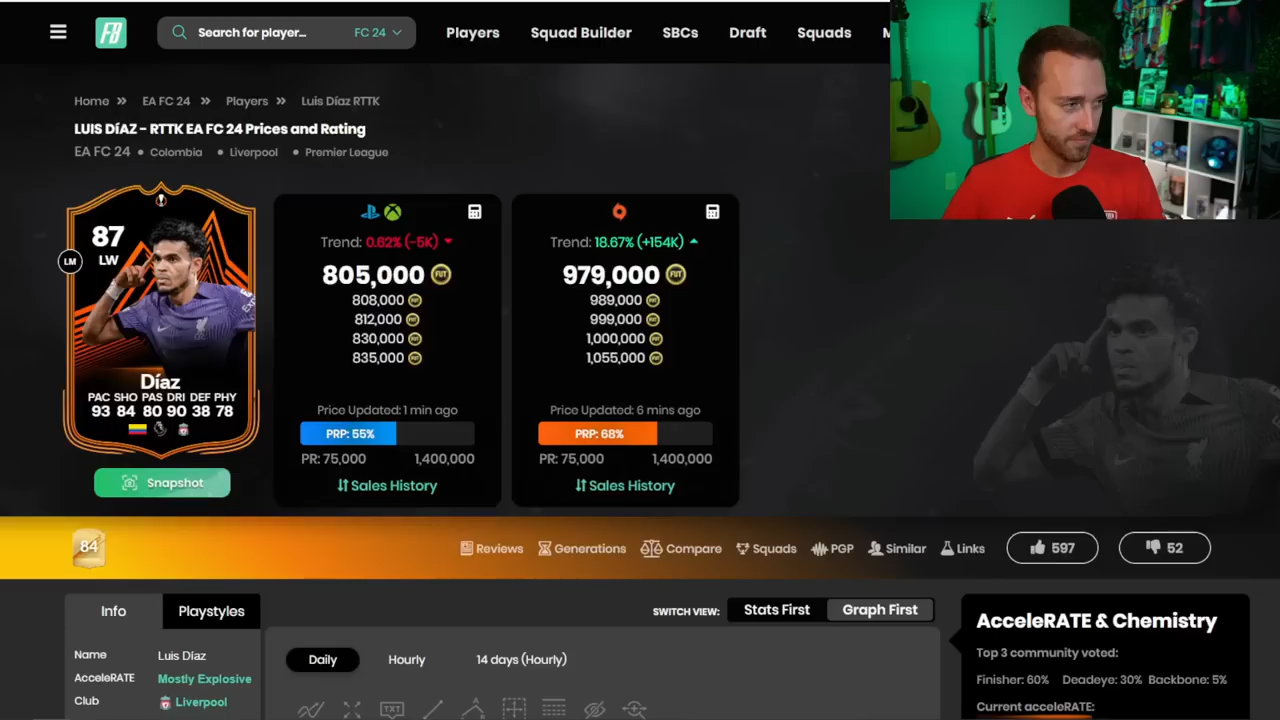 FB
Search for player...
FC 24
Players
Squad Builder
SBCs
Draft
Squads
Home » EA FC 24 » Players » Luis Díaz RTTK
LUIS DÍAZ - RTTK EA FC 24 Prices and Rating
EA FC 24 • Colombia • Liverpool • Premier League
87
LW
LM
Díaz
PAC SHO PAS DRI DEF PHY
93 84 80 90 38 78
Snapshot
Trend: 0.62% (-5K)
805,000
808,000
812,000
830,000
835,000
Price Updated: 1 min ago
PRP: 55%
PR: 75,000 1,400,000
Sales History
Trend: 18.67% (+154K)
979,000
989,000
999,000
1,000,000
1,055,000
Price Updated: 6 mins ago
PRP: 68%
PR: 75,000 1,400,000
Sales History
84
Reviews
Generations
Compare
Squads
PGP
Similar
Links
597
52
Info
Playstyles
Name Luis Díaz
AcceleRATE Mostly Explosive
Club Liverpool
SWITCH VIEW:
Stats First
Graph First
Daily
Hourly
14 days (Hourly)
TXT
AcceleRATE & Chemistry
Top 3 community voted:
Finisher: 60% Deadeye: 30% Backbone: 5%
Current acceleRATE: